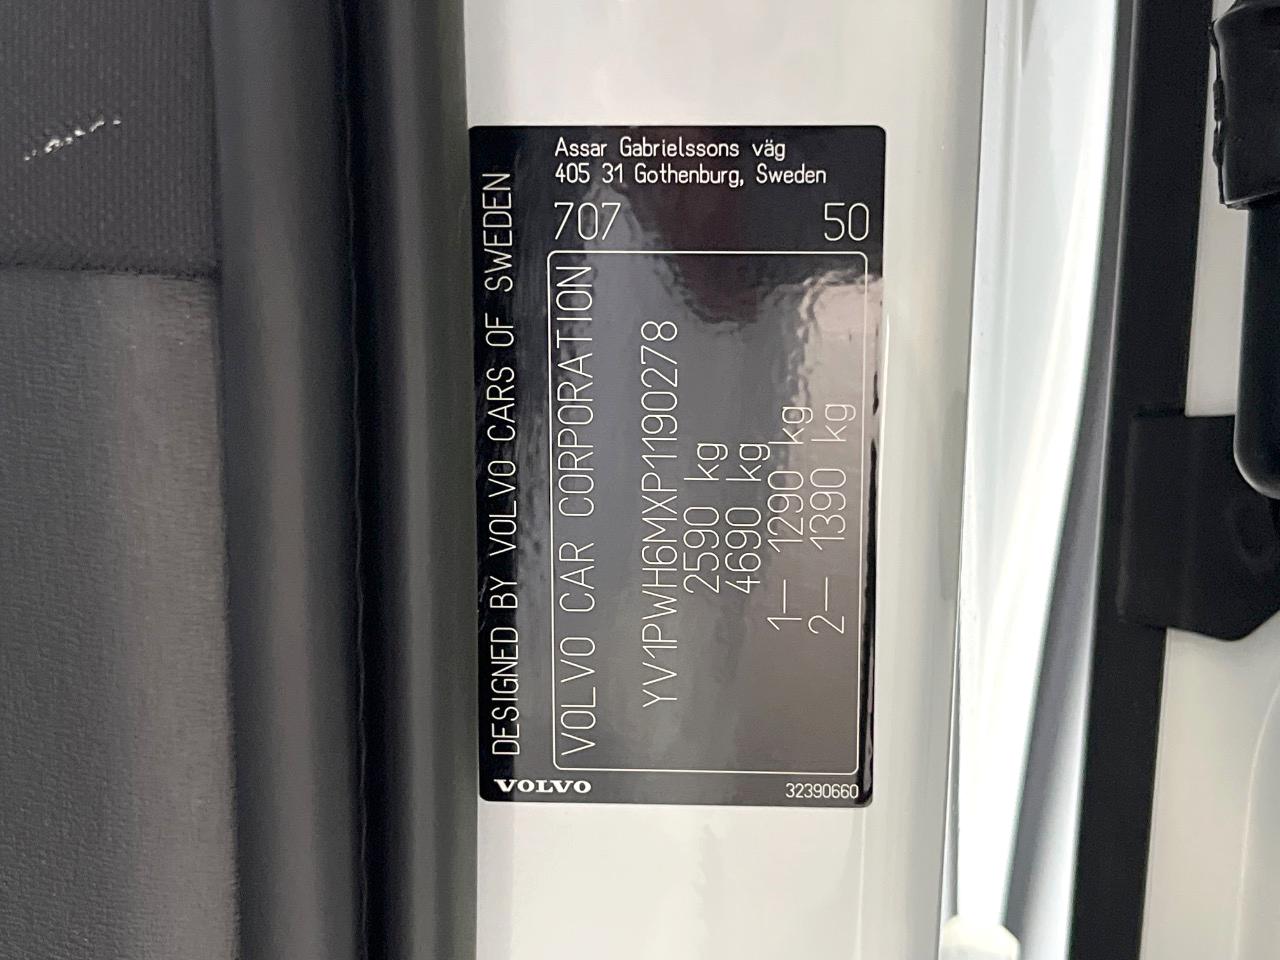 Assar Gabrielssons väg
405 31 Gothenburg, Sweden
707 50
DESIGNED BY VOLVO CARS OF SWEDEN
VOLVO CAR CORPORATION
YV1PWH6MXP1190278
2590 kg
4690 kg
1— 1290 kg
2— 1390 kg
VOLVO
32390660